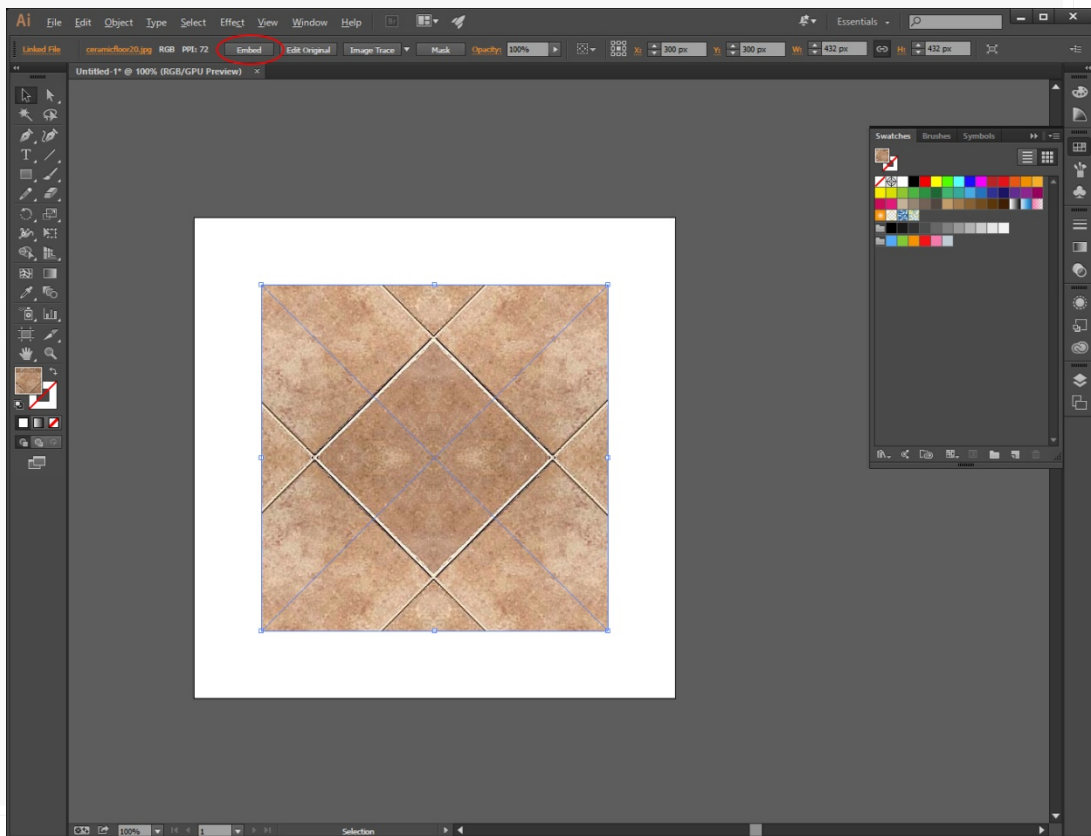 Ai File Edit Object Type Select Effect View Window Help Br Essentials
Linked File ceramicfloor20.jpg RGB PPI: 72 Embed Edit Original Image Trace Mask Opacity: 100% X: 300 px Y: 300 px W: 432 px H: 432 px
Untitled-1* @ 100% (RGB/GPU Preview) ×
Swatches Brushes Symbols
100% 1 Selection